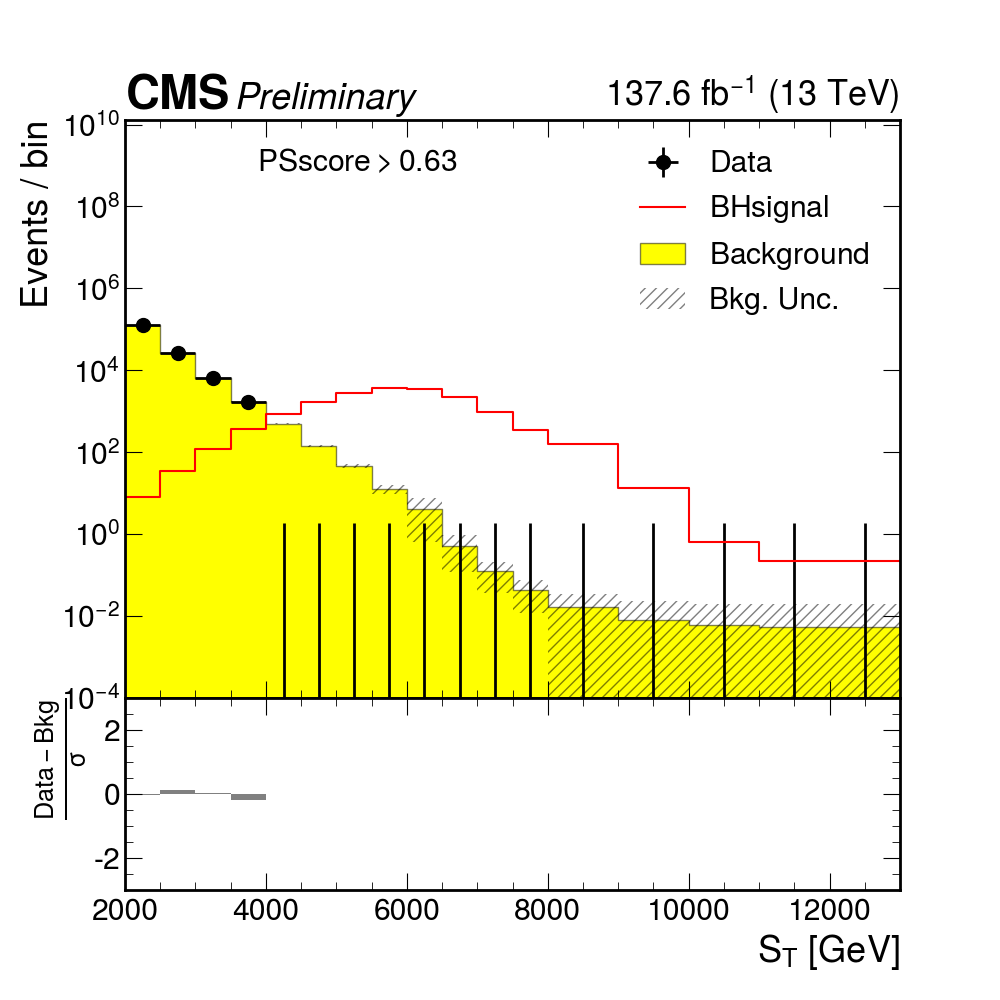 CMS Preliminary 137.6 fb⁻¹ (13 TeV)
Events / bin
10¹⁰
10⁸
10⁶
10⁴
10²
10⁰
10⁻²
10⁻⁴
PSscore > 0.63
Data
BHsignal
Background
Bkg. Unc.
Data − Bkg
σ
2
0
-2
2000 4000 6000 8000 10000 12000
S_T [GeV]